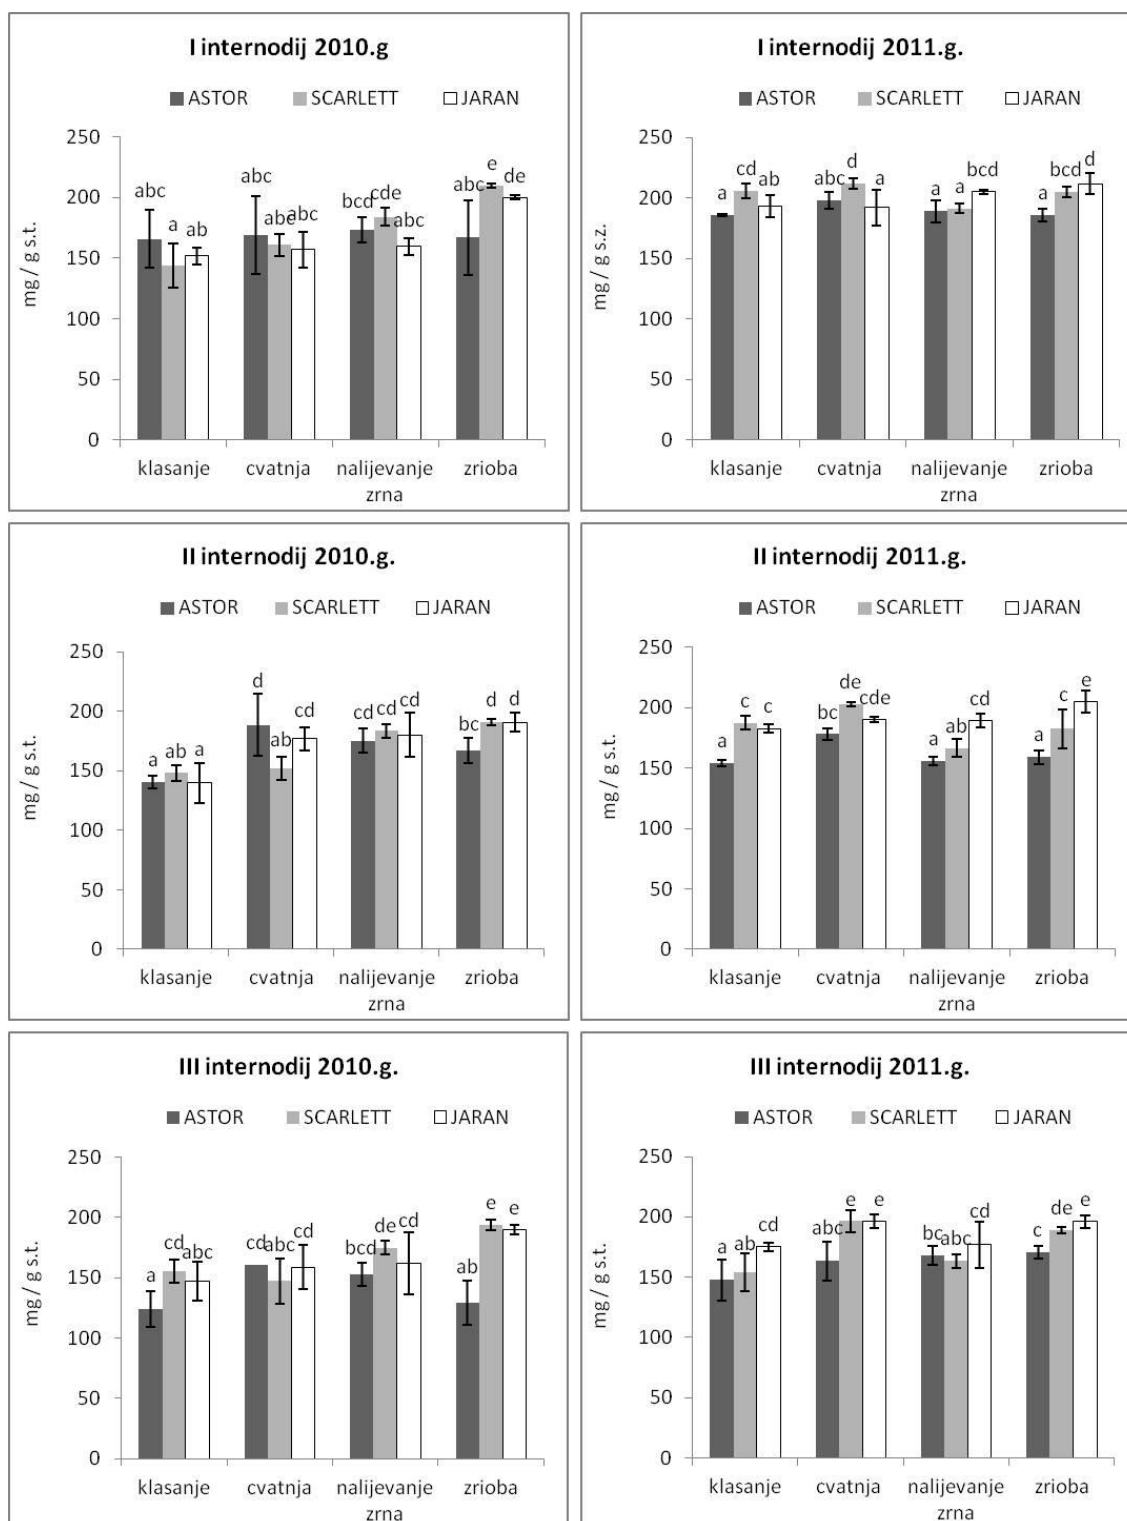 I internodij 2010.g
ASTOR SCARLETT JARAN
250
200
150
100
50
0
mg / g s.t.
abc a ab
abc abc abc
bcd cde abc
abc e de
klasanje cvatnja nalijevanje zrioba
zrna
I internodij 2011.g.
ASTOR SCARLETT JARAN
250
200
150
100
50
0
mg / g s.z.
a cd ab
abc d a
a a bcd
a bcd d
klasanje cvatnja nalijevanje zrioba
zrna
II internodij 2010.g.
ASTOR SCARLETT JARAN
250
200
150
100
50
0
mg / g s.t.
a ab a
d ab cd
cd cd cd
bc d d
klasanje cvatnja nalijevanje zrioba
zrna
II internodij 2011.g.
ASTOR SCARLETT JARAN
250
200
150
100
50
0
mg / g s.t.
a c c
bc de cde
a ab cd
a c e
klasanje cvatnja nalijevanje zrioba
zrna
III internodij 2010.g.
ASTOR SCARLETT JARAN
250
200
150
100
50
0
mg / g s.t.
a cd abc
cd abc cd
bcd de cd
ab e e
klasanje cvatnja nalijevanje zrioba
zrna
III internodij 2011.g.
ASTOR SCARLETT JARAN
250
200
150
100
50
0
mg / g s.t.
a ab cd
abc e e
bc abc cd
c de e
klasanje cvatnja nalijevanje zrioba
zrna